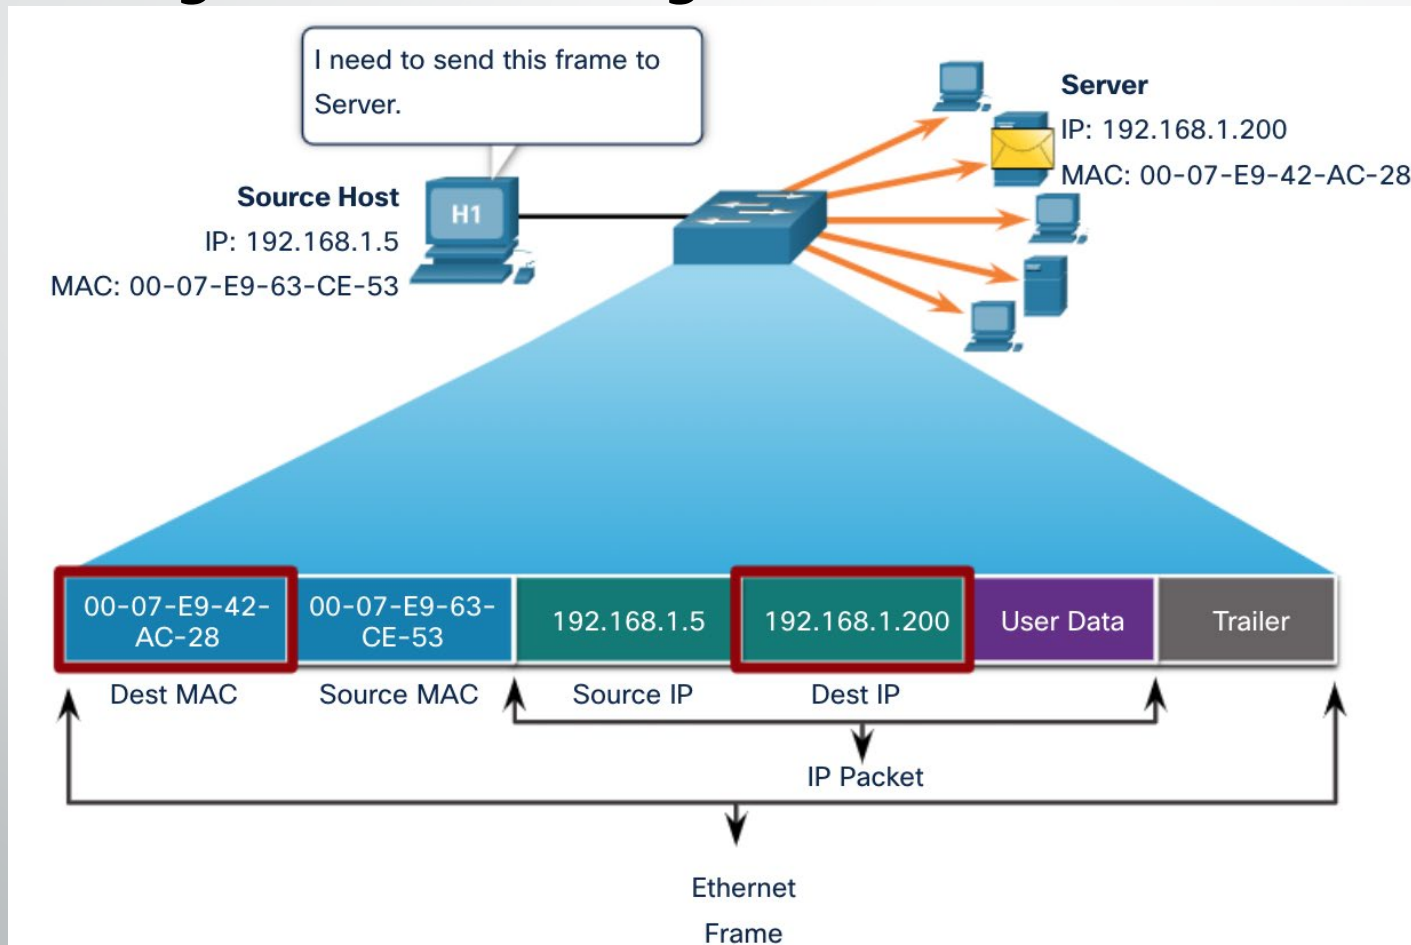 I need to send this frame to
Server.
Server
IP: 192.168.1.200
MAC: 00-07-E9-42-AC-28
Source Host
IP: 192.168.1.5
MAC: 00-07-E9-63-CE-53
H1
00-07-E9-42-
AC-28
00-07-E9-63-
CE-53
192.168.1.5
192.168.1.200
User Data
Trailer
Dest MAC
Source MAC
Source IP
Dest IP
IP Packet
Ethernet
Frame